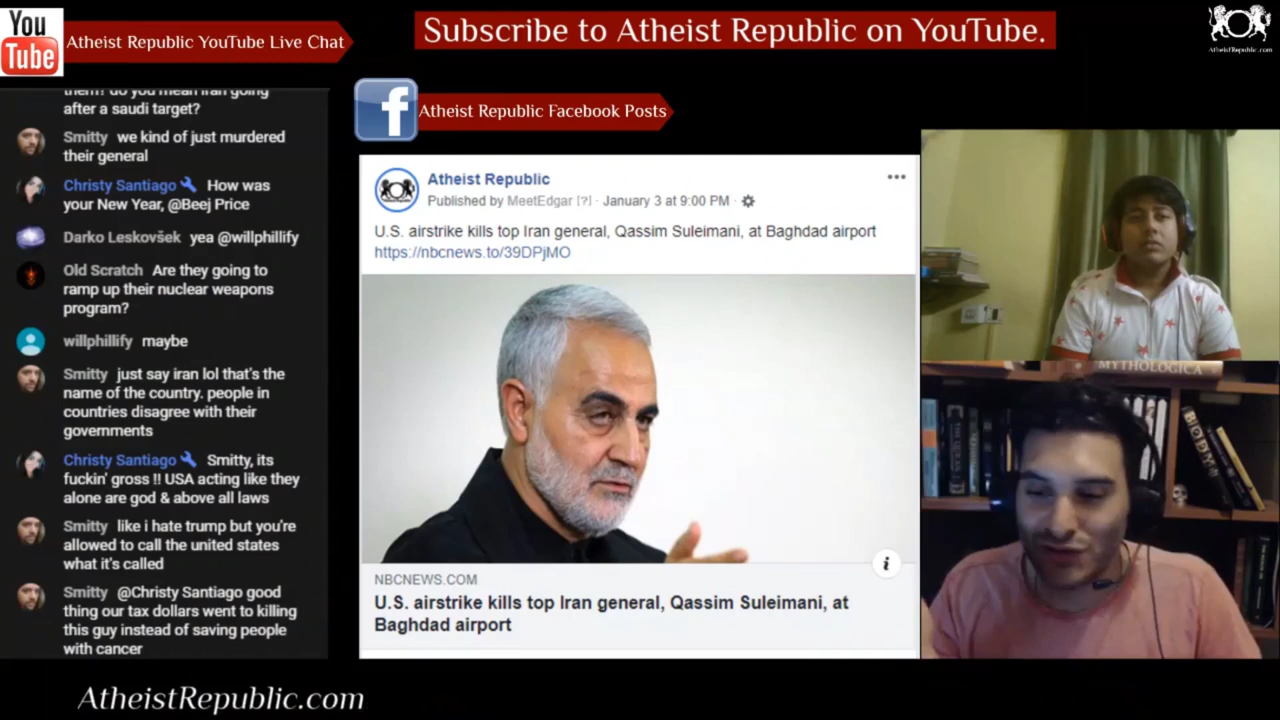 You
Tube
Atheist Republic YouTube Live Chat
Subscribe to Atheist Republic on YouTube.
AtheistRepublic.com
them? do you mean iran going
after a saudi target?
Smitty we kind of just murdered
their general
Christy Santiago How was
your New Year, @Beej Price
Darko Leskovšek yea @willphillify
Old Scratch Are they going to
ramp up their nuclear weapons
program?
willphillify maybe
Smitty just say iran lol that's the
name of the country. people in
countries disagree with their
governments
Christy Santiago Smitty, its
fuckin' gross !! USA acting like they
alone are god & above all laws
Smitty like i hate trump but you're
allowed to call the united states
what it's called
Smitty @Christy Santiago good
thing our tax dollars went to killing
this guy instead of saving people
with cancer
f
Atheist Republic Facebook Posts
Atheist Republic
Published by MeetEdgar [?] · January 3 at 9:00 PM ·
U.S. airstrike kills top Iran general, Qassim Suleimani, at Baghdad airport
https://nbcnews.to/39DPjMO
i
NBCNEWS.COM
U.S. airstrike kills top Iran general, Qassim Suleimani, at
Baghdad airport
MYTHOLOGICA
AtheistRepublic.com